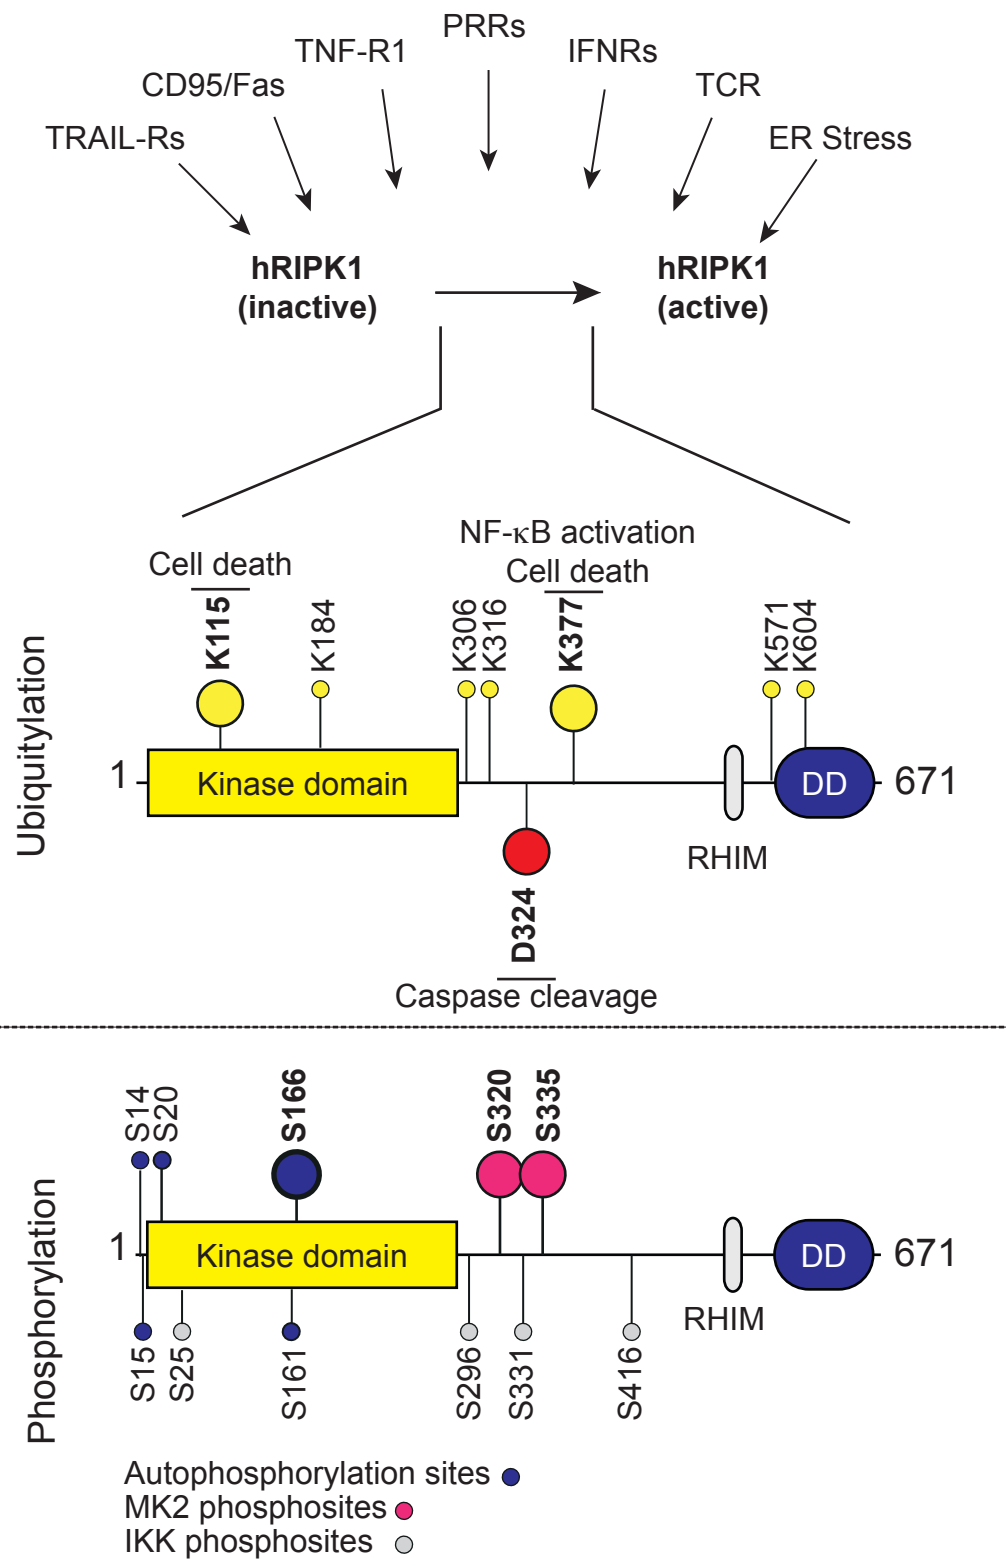 PRRs
TNF-R1
IFNRs
CD95/Fas
TCR
TRAIL-Rs
ER Stress
hRIPK1
(inactive)
hRIPK1
(active)
NF-κB activation
Cell death
Cell death
K115
K184
K306
K316
K377
K571
K604
Ubiquitylation
1
Kinase domain
DD
671
RHIM
D324
Caspase cleavage
S14
S20
S166
S320
S335
Phosphorylation
1
Kinase domain
DD
671
RHIM
S15
S25
S161
S296
S331
S416
Autophosphorylation sites
MK2 phosphosites
IKK phosphosites